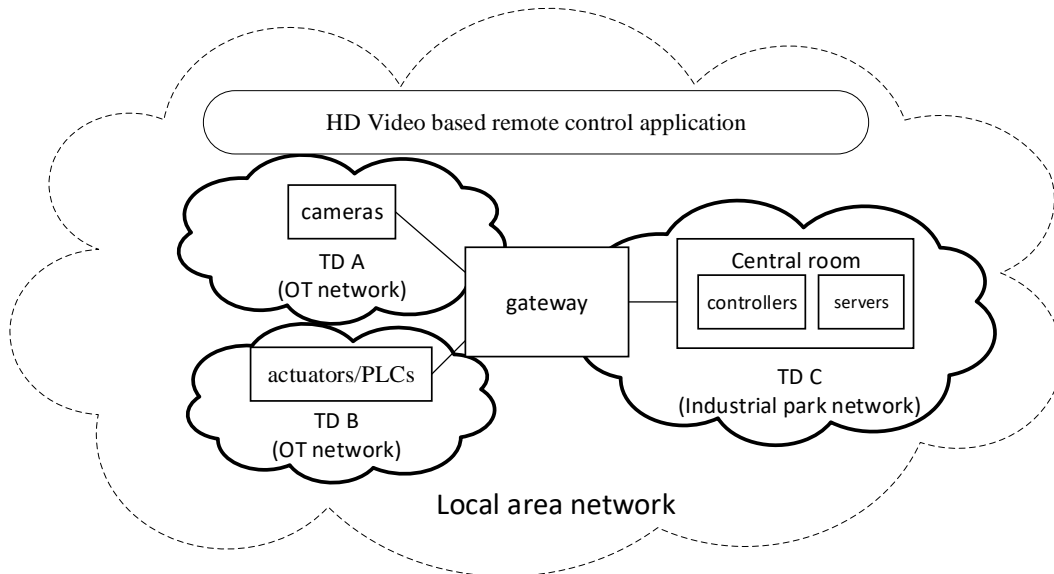 HD Video based remote control application
cameras
TD A
(OT network)
gateway
Central room
controllers
servers
actuators/PLCs
TD B
(OT network)
TD C
(Industrial park network)
Local area network